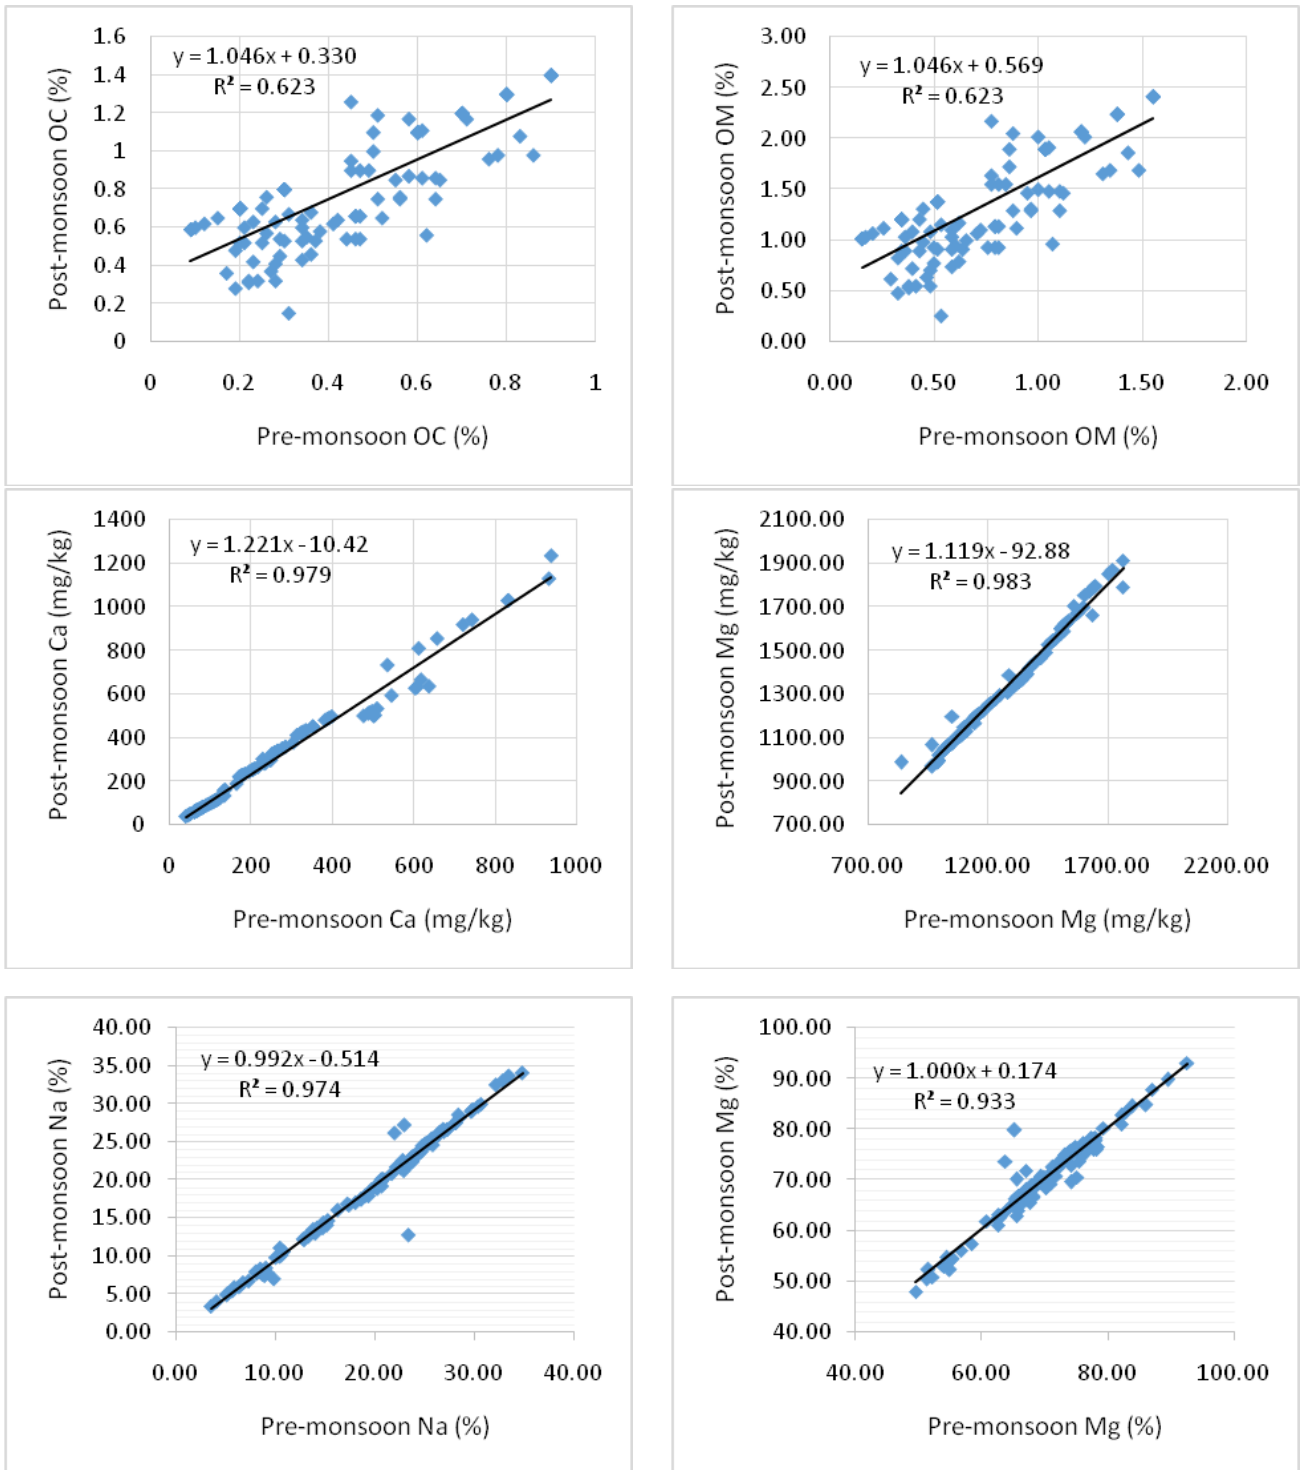 Post-monsoon OC (%)
1.6
1.4
1.2
1
0.8
0.6
0.4
0.2
0
y = 1.046x + 0.330
R² = 0.623
0 0.2 0.4 0.6 0.8 1
Pre-monsoon OC (%)
Post-monsoon OM (%)
3.00
2.50
2.00
1.50
1.00
0.50
0.00
y = 1.046x + 0.569
R² = 0.623
0.00 0.50 1.00 1.50 2.00
Pre-monsoon OM (%)
Post-monsoon Ca (mg/kg)
1400
1200
1000
800
600
400
200
0
y = 1.221x - 10.42
R² = 0.979
0 200 400 600 800 1000
Pre-monsoon Ca (mg/kg)
Post-monsoon Mg (mg/kg)
2100.00
1900.00
1700.00
1500.00
1300.00
1100.00
900.00
700.00
y = 1.119x - 92.88
R² = 0.983
700.00 1200.00 1700.00 2200.00
Pre-monsoon Mg (mg/kg)
Post-monsoon Na (%)
40.00
35.00
30.00
25.00
20.00
15.00
10.00
5.00
0.00
y = 0.992x - 0.514
R² = 0.974
0.00 10.00 20.00 30.00 40.00
Pre-monsoon Na (%)
Post-monsoon Mg (%)
100.00
90.00
80.00
70.00
60.00
50.00
40.00
y = 1.000x + 0.174
R² = 0.933
40.00 60.00 80.00 100.00
Pre-monsoon Mg (%)